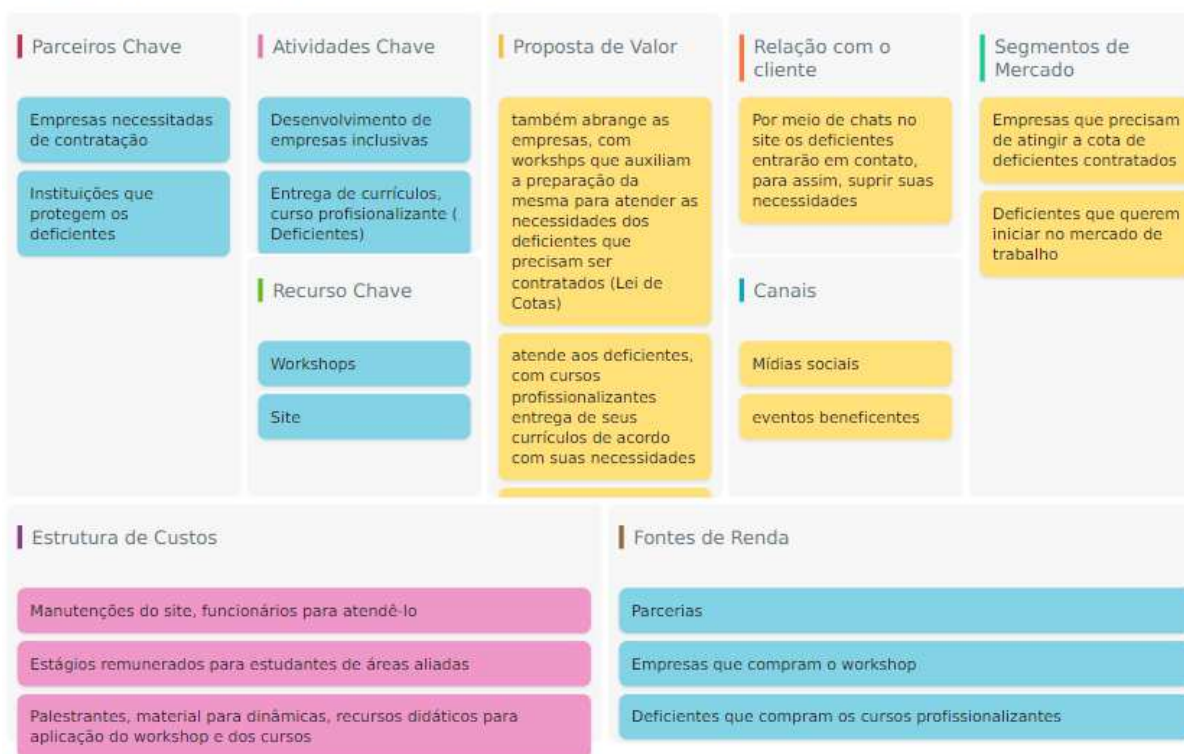 Parceiros Chave
Empresas necessitadas
de contratação
Instituições que
protegem os
deficientes
Atividades Chave
Desenvolvimento de
empresas inclusivas
Entrega de currículos,
curso profisionalizante (
Deficientes)
Recurso Chave
Workshops
Site
Proposta de Valor
também abrange as
empresas, com
workshps que auxiliam
a preparação da
mesma para atender as
necessidades dos
deficientes que
precisam ser
contratados (Lei de
Cotas)
atende aos deficientes,
com cursos
profissionalizantes
entrega de seus
currículos de acordo
com suas necessidades
Relação com o
cliente
Por meio de chats no
site os deficientes
entrarão em contato,
para assim, suprir suas
necessidades
Canais
Mídias sociais
eventos beneficentes
Segmentos de
Mercado
Empresas que precisam
de atingir a cota de
deficientes contratados
Deficientes que querem
iniciar no mercado de
trabalho
Estrutura de Custos
Manutenções do site, funcionários para atendê-lo
Estágios remunerados para estudantes de áreas aliadas
Palestrantes, material para dinâmicas, recursos didáticos para
aplicação do workshop e dos cursos
Fontes de Renda
Parcerias
Empresas que compram o workshop
Deficientes que compram os cursos profissionalizantes